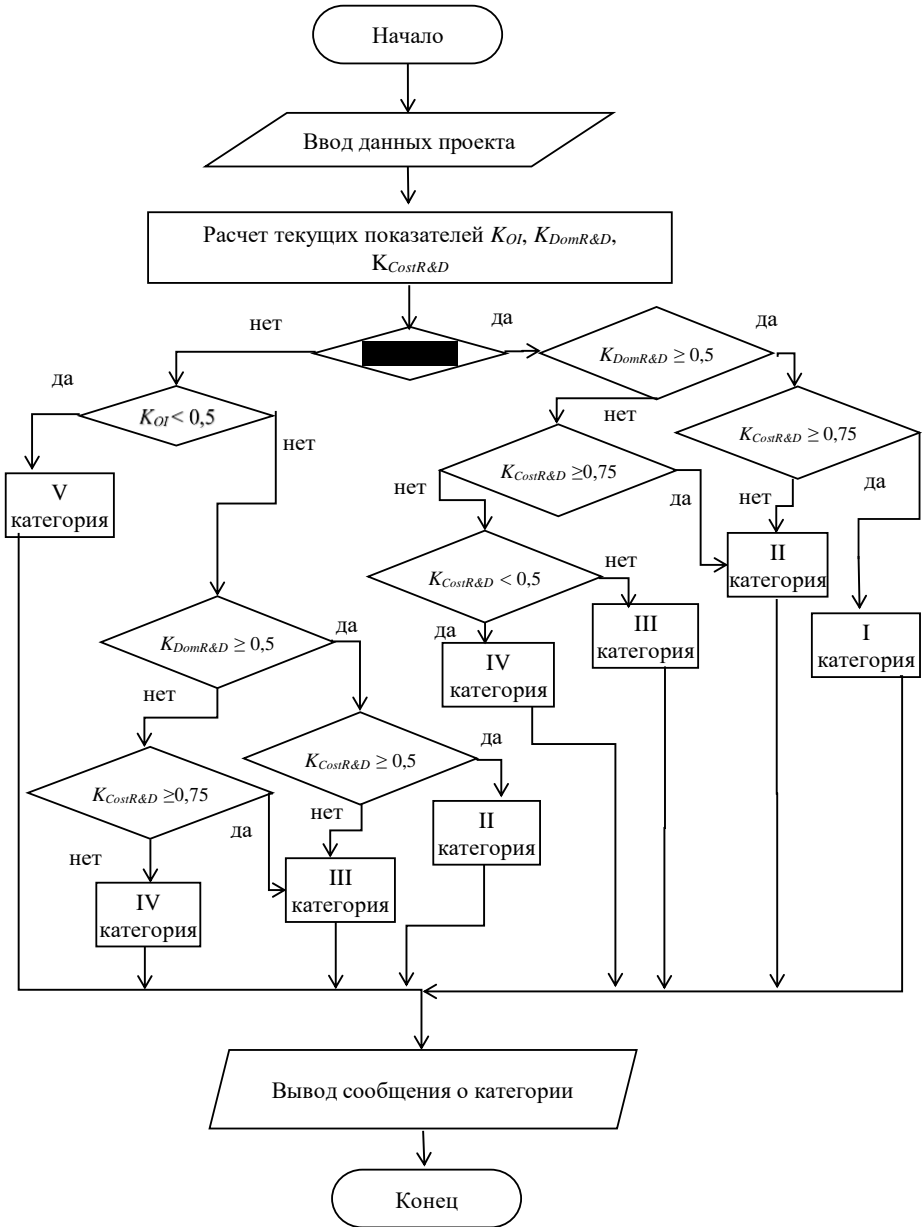 Начало
Ввод данных проекта
Расчет текущих показателей K_OI, K_DomR&D,
K_CostR&D
нет
да
да
K_DomR&D ≥ 0,5
да
K_OI < 0,5
нет
нет
K_CostR&D ≥ 0,75
K_CostR&D ≥0,75
нет
да
нет
да
V
категория
II
категория
K_CostR&D < 0,5
нет
III
категория
I
категория
да
IV
категория
K_DomR&D ≥ 0,5
да
нет
K_CostR&D ≥ 0,5
да
K_CostR&D ≥0,75
да
нет
II
категория
нет
III
категория
IV
категория
Вывод сообщения о категории
Конец